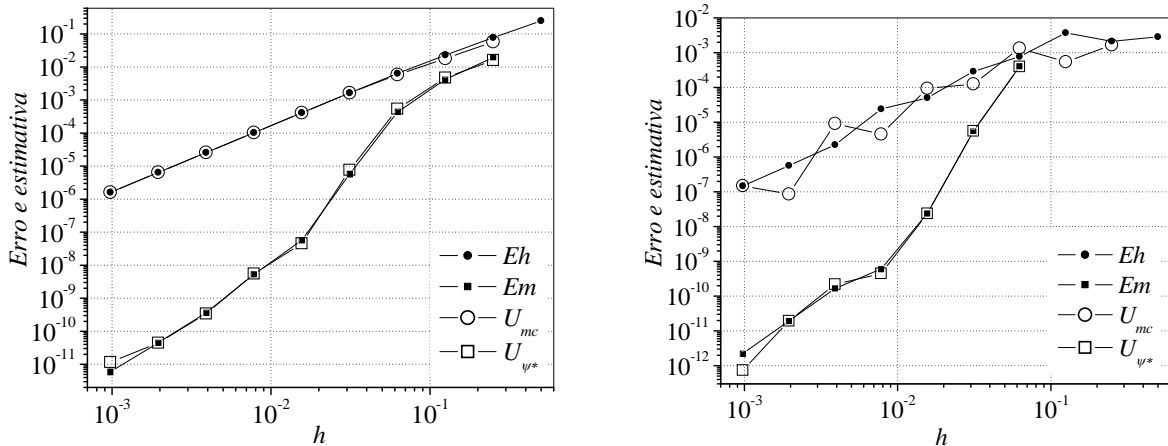 Erro e estimativa
10⁻¹
10⁻²
10⁻³
10⁻⁴
10⁻⁵
10⁻⁶
10⁻⁷
10⁻⁸
10⁻⁹
10⁻¹⁰
10⁻¹¹
Eh
Em
U_mc
U_ψ*
10⁻³ 10⁻² 10⁻¹
h
Erro e estimativa
10⁻²
10⁻³
10⁻⁴
10⁻⁵
10⁻⁶
10⁻⁷
10⁻⁸
10⁻⁹
10⁻¹⁰
10⁻¹¹
10⁻¹²
Eh
Em
U_mc
U_ψ*
10⁻³ 10⁻² 10⁻¹
h